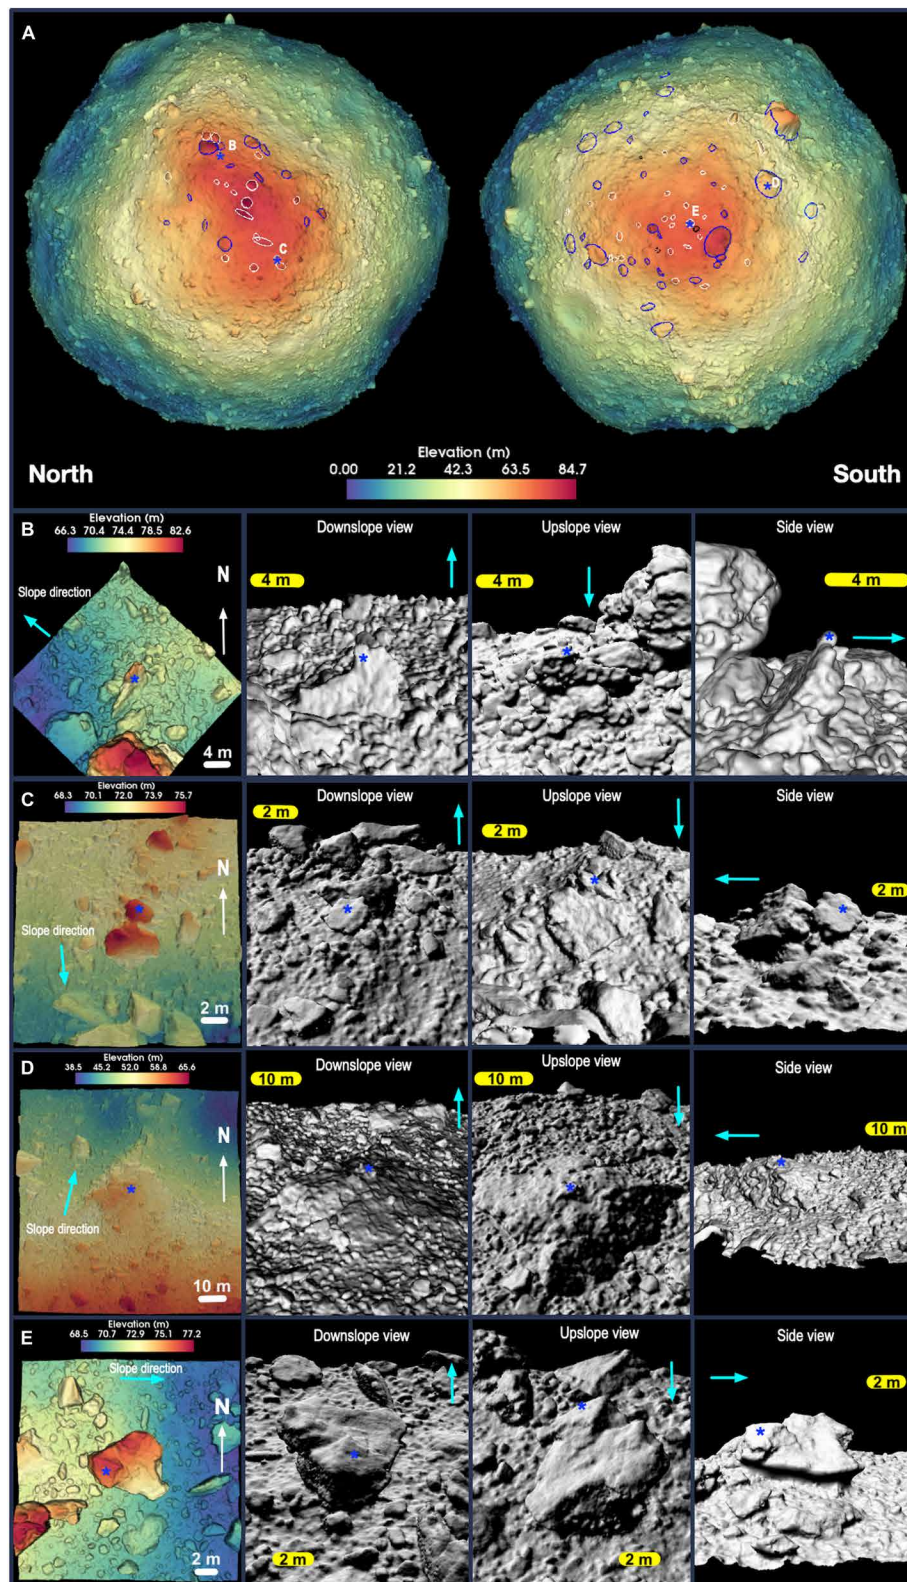 A
B
C
D
E
Elevation (m)
0.00 21.2 42.3 63.5 84.7
North
South
B
Elevation (m)
66.3 70.4 74.4 78.5 82.6
Slope direction
N
4 m
Downslope view
4 m
Upslope view
4 m
Side view
4 m
C
Elevation (m)
68.3 70.1 72.0 73.9 75.7
N
Slope direction
2 m
Downslope view
2 m
Upslope view
2 m
Side view
2 m
D
Elevation (m)
38.5 45.2 52.0 58.8 65.6
N
Slope direction
10 m
Downslope view
10 m
Upslope view
10 m
Side view
10 m
E
Elevation (m)
68.5 70.7 72.9 75.1 77.2
Slope direction
N
2 m
Downslope view
2 m
Upslope view
2 m
Side view
2 m